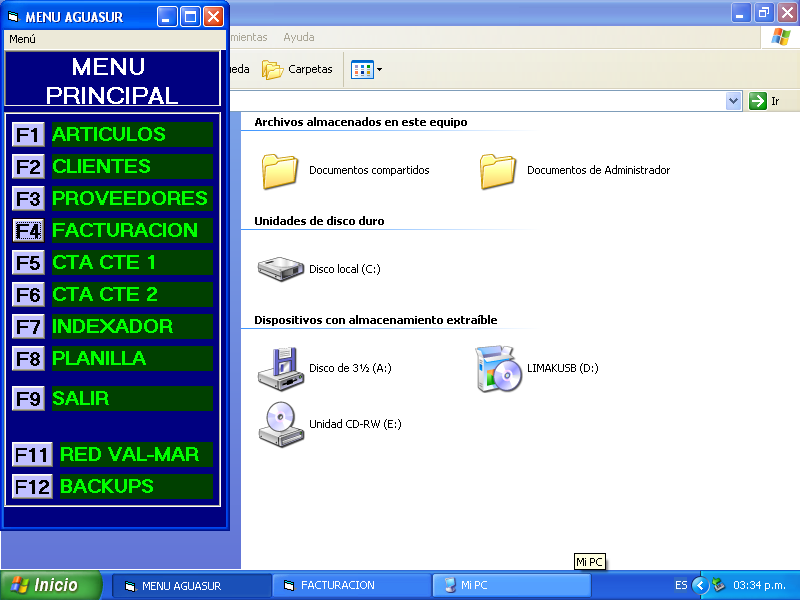 MENU AGUASUR
Menú
MENU
PRINCIPAL
F1 ARTICULOS
F2 CLIENTES
F3 PROVEEDORES
F4 FACTURACION
F5 CTA CTE 1
F6 CTA CTE 2
F7 INDEXADOR
F8 PLANILLA
F9 SALIR
F11 RED VAL-MAR
F12 BACKUPS
Ayuda
Carpetas
Ir
Archivos almacenados en este equipo
Documentos compartidos
Documentos de Administrador
Unidades de disco duro
Disco local (C:)
Dispositivos con almacenamiento extraíble
Disco de 3½ (A:)
LIMAKUSB (D:)
Unidad CD-RW (E:)
Mi PC
Inicio
MENU AGUASUR
FACTURACION
Mi PC
ES
03:34 p.m.